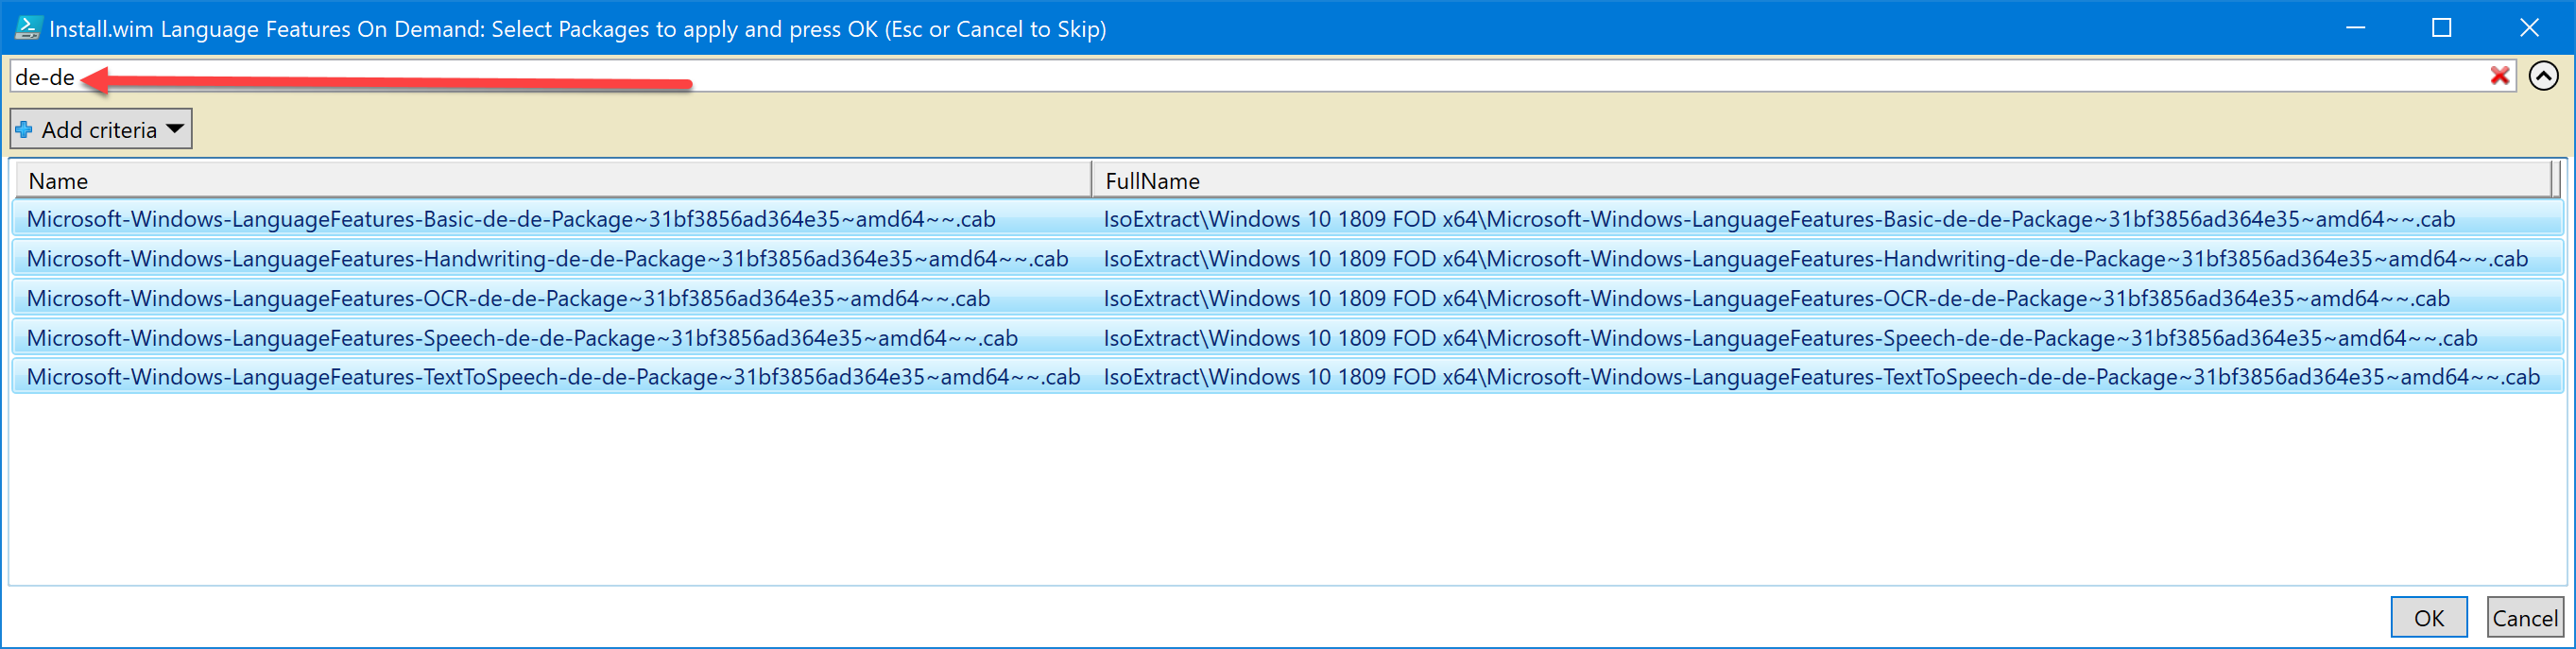 Install.wim Language Features On Demand: Select Packages to apply and press OK (Esc or Cancel to Skip)
de-de
Add criteria
Name FullName
Microsoft-Windows-LanguageFeatures-Basic-de-de-Package~31bf3856ad364e35~amd64~~.cab IsoExtract\Windows 10 1809 FOD x64\Microsoft-Windows-LanguageFeatures-Basic-de-de-Package~31bf3856ad364e35~amd64~~.cab
Microsoft-Windows-LanguageFeatures-Handwriting-de-de-Package~31bf3856ad364e35~amd64~~.cab IsoExtract\Windows 10 1809 FOD x64\Microsoft-Windows-LanguageFeatures-Handwriting-de-de-Package~31bf3856ad364e35~amd64~~.cab
Microsoft-Windows-LanguageFeatures-OCR-de-de-Package~31bf3856ad364e35~amd64~~.cab IsoExtract\Windows 10 1809 FOD x64\Microsoft-Windows-LanguageFeatures-OCR-de-de-Package~31bf3856ad364e35~amd64~~.cab
Microsoft-Windows-LanguageFeatures-Speech-de-de-Package~31bf3856ad364e35~amd64~~.cab IsoExtract\Windows 10 1809 FOD x64\Microsoft-Windows-LanguageFeatures-Speech-de-de-Package~31bf3856ad364e35~amd64~~.cab
Microsoft-Windows-LanguageFeatures-TextToSpeech-de-de-Package~31bf3856ad364e35~amd64~~.cab IsoExtract\Windows 10 1809 FOD x64\Microsoft-Windows-LanguageFeatures-TextToSpeech-de-de-Package~31bf3856ad364e35~amd64~~.cab
OK Cancel